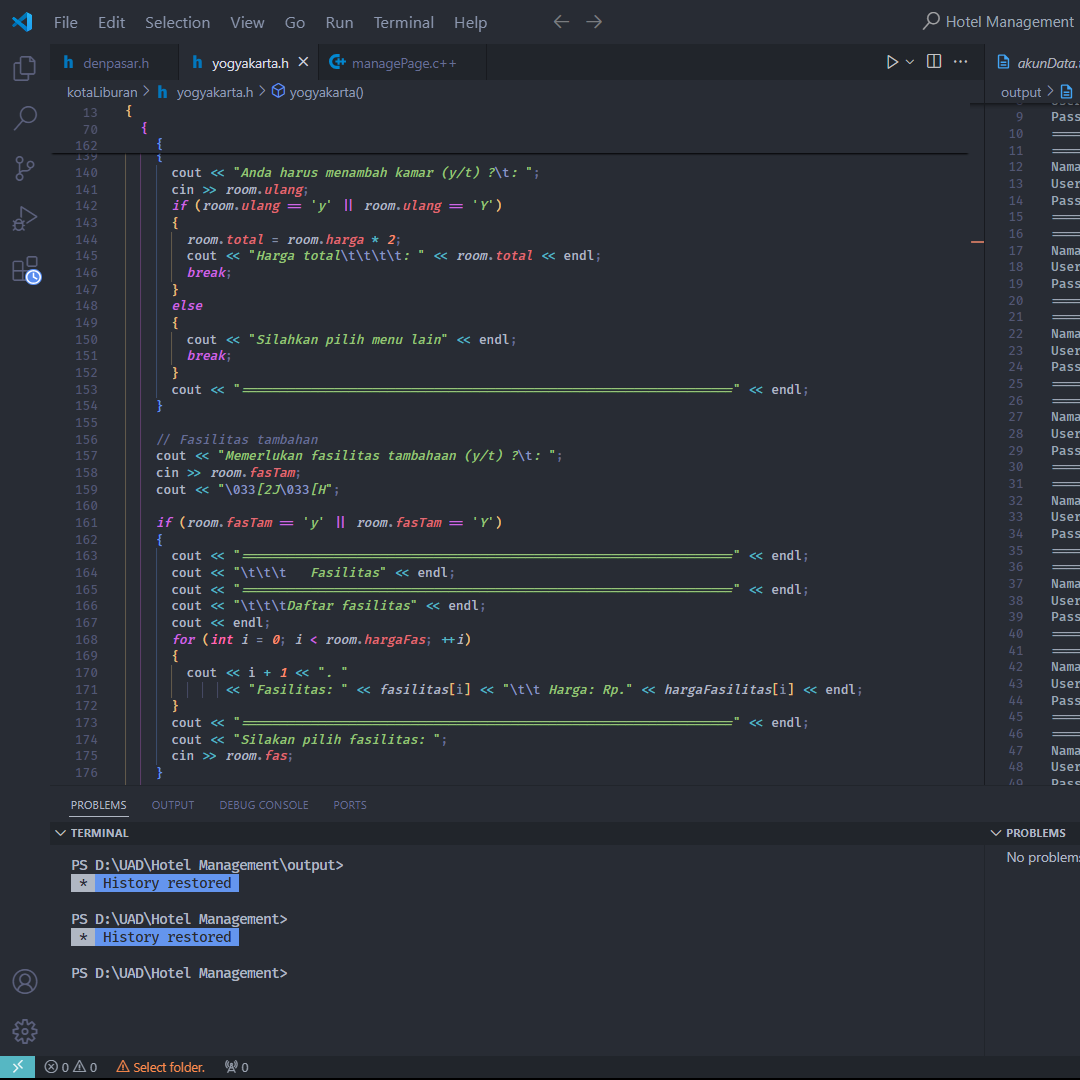 File Edit Selection View Go Run Terminal Help Hotel Management
denpasar.h yogyakarta.h managePage.c++ akunData.
kotaLiburan > yogyakarta.h > yogyakarta() output >
13 {
70 {
162 {
139 {
140 cout << "Anda harus menambah kamar (y/t) ?\t: ";
141 cin >> room.ulang;
142 if (room.ulang == 'y' || room.ulang == 'Y')
143 {
144 room.total = room.harga * 2;
145 cout << "Harga total\t\t\t\t: " << room.total << endl;
146 break;
147 }
148 else
149 {
150 cout << "Silahkan pilih menu lain" << endl;
151 break;
152 }
153 cout << "===============================================================" << endl;
154 }
155
156 // Fasilitas tambahan
157 cout << "Memerlukan fasilitas tambahaan (y/t) ?\t: ";
158 cin >> room.fasTam;
159 cout << "\033[2J\033[H";
160
161 if (room.fasTam == 'y' || room.fasTam == 'Y')
162 {
163 cout << "===============================================================" << endl;
164 cout << "\t\t\t   Fasilitas" << endl;
165 cout << "===============================================================" << endl;
166 cout << "\t\t\tDaftar fasilitas" << endl;
167 cout << endl;
168 for (int i = 0; i < room.hargaFas; ++i)
169 {
170 cout << i + 1 << ". "
171 << "Fasilitas: " << fasilitas[i] << "\t\t Harga: Rp." << hargaFasilitas[i] << endl;
172 }
173 cout << "===============================================================" << endl;
174 cout << "Silakan pilih fasilitas: ";
175 cin >> room.fas;
176 }
9 Pass
10 ====
11 ====
12 Nama
13 User
14 Pass
15 ====
16 ====
17 Nama
18 User
19 Pass
20 ====
21 ====
22 Nama
23 User
24 Pass
25 ====
26 ====
27 Nama
28 User
29 Pass
30 ====
31 ====
32 Nama
33 User
34 Pass
35 ====
36 ====
37 Nama
38 User
39 Pass
40 ====
41 ====
42 Nama
43 User
44 Pass
45 ====
46 ====
47 Nama
48 User
49 Pass
PROBLEMS OUTPUT DEBUG CONSOLE PORTS
TERMINAL PROBLEMS
No problems
PS D:\UAD\Hotel Management\output>
* History restored
PS D:\UAD\Hotel Management>
* History restored
PS D:\UAD\Hotel Management>
0 0 Select folder. 0